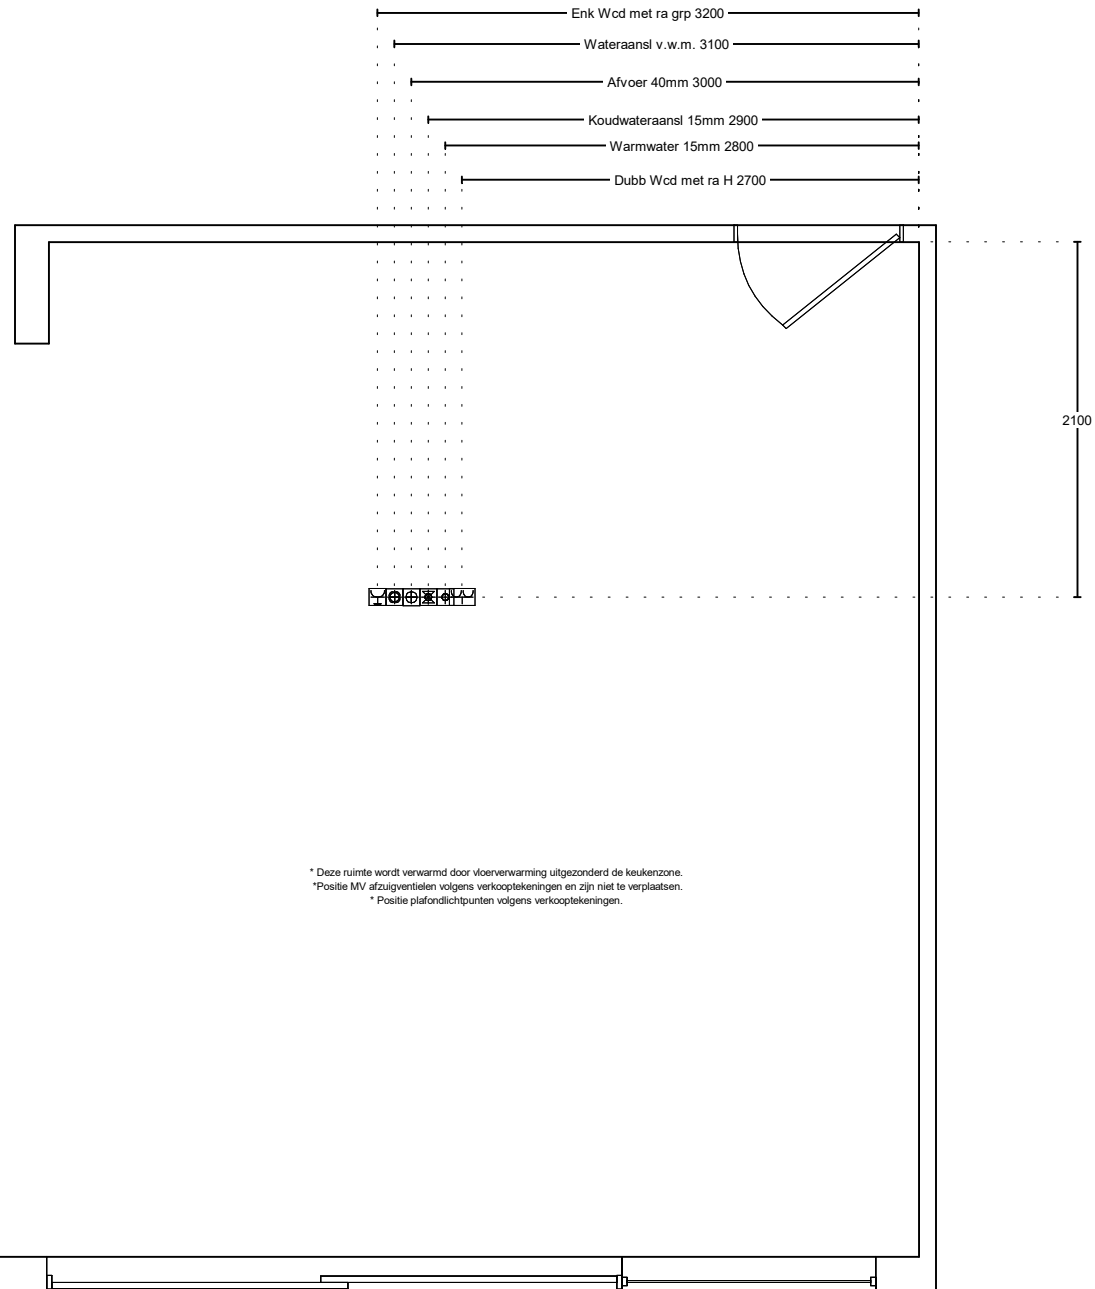 Enk Wcd met ra grp 3200
Wateraansl v.w.m. 3100
Afvoer 40mm 3000
Koudwateraansl 15mm 2900
Warmwater 15mm 2800
Dubb Wcd met ra H 2700
2100
* Deze ruimte wordt verwarmd door vloerverwarming uitgezonderd de keukenzone.
*Positie MV afzuigventielen volgens verkooptekeningen en zijn niet te verplaatsen.
* Positie plafondlichtpunten volgens verkooptekeningen.